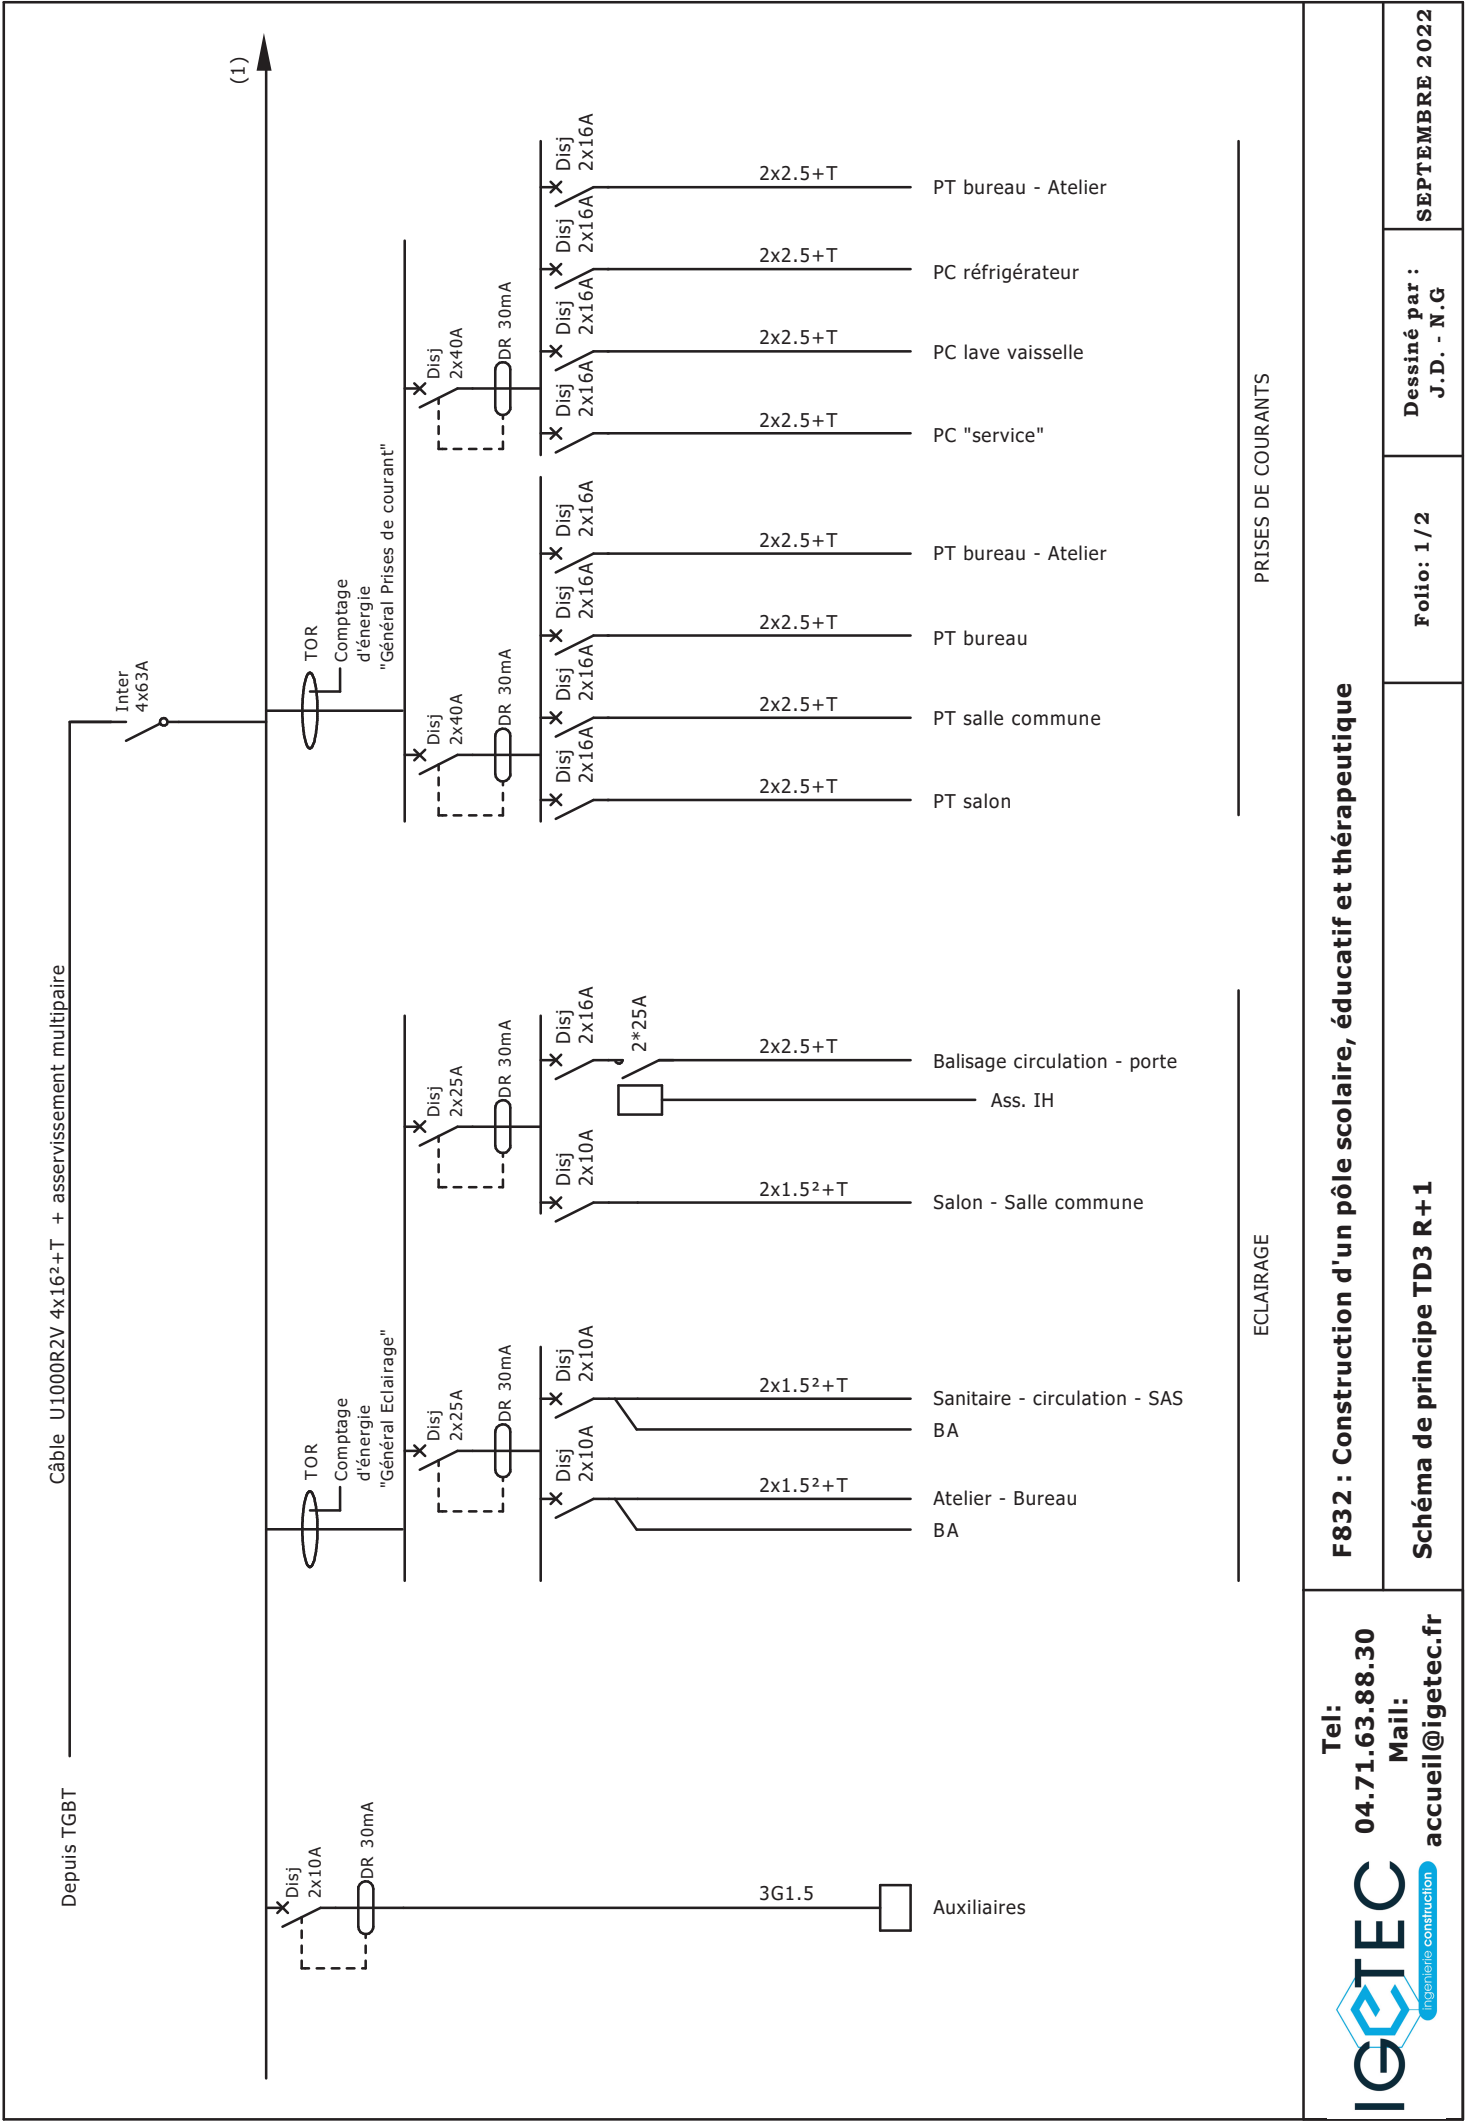 Depuis TGBT
Câble U1000R2V 4x16²+T + asservissement multipaire
Inter
4x63A
(1)
Disj
2x10A
DR 30mA
3G1.5
Auxiliaires
TOR
Comptage
d'énergie
"Général Eclairage"
Disj
2x25A
DR 30mA
Disj
2x10A
2x1.5²+T
Atelier - Bureau
BA
Disj
2x10A
2x1.5²+T
Sanitaire - circulation - SAS
BA
Disj
2x25A
DR 30mA
Disj
2x10A
2x1.5²+T
Salon - Salle commune
Disj
2x16A
2*25A
2x2.5+T
Balisage circulation - porte
Ass. IH
ECLAIRAGE
TOR
Comptage
d'énergie
"Général Prises de courant"
Disj
2x40A
DR 30mA
Disj
2x16A
2x2.5+T
PT salon
Disj
2x16A
2x2.5+T
PT salle commune
Disj
2x16A
2x2.5+T
PT bureau
Disj
2x16A
2x2.5+T
PT bureau - Atelier
Disj
2x40A
DR 30mA
Disj
2x16A
2x2.5+T
PC "service"
Disj
2x16A
2x2.5+T
PC lave vaisselle
Disj
2x16A
2x2.5+T
PC réfrigérateur
Disj
2x16A
2x2.5+T
PT bureau - Atelier
PRISES DE COURANTS
IGETEC
ingenierie construction
Tel:
04.71.63.88.30
Mail:
accueil@igetec.fr
F832 : Construction d'un pôle scolaire, éducatif et thérapeutique
Schéma de principe TD3 R+1
Folio: 1/2
Dessiné par :
J.D. - N.G
SEPTEMBRE 2022